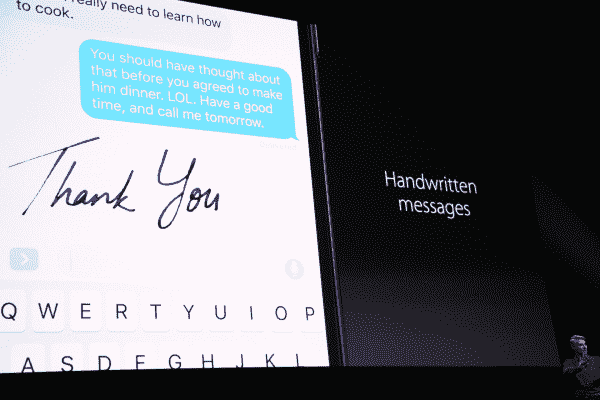 really need to learn how
to cook.
You should have thought about
that before you agreed to make
him dinner. LOL. Have a good
time, and call me tomorrow.
Thank You
Handwritten
messages
Q W E R T Y U I O P
A S D F G H J K L